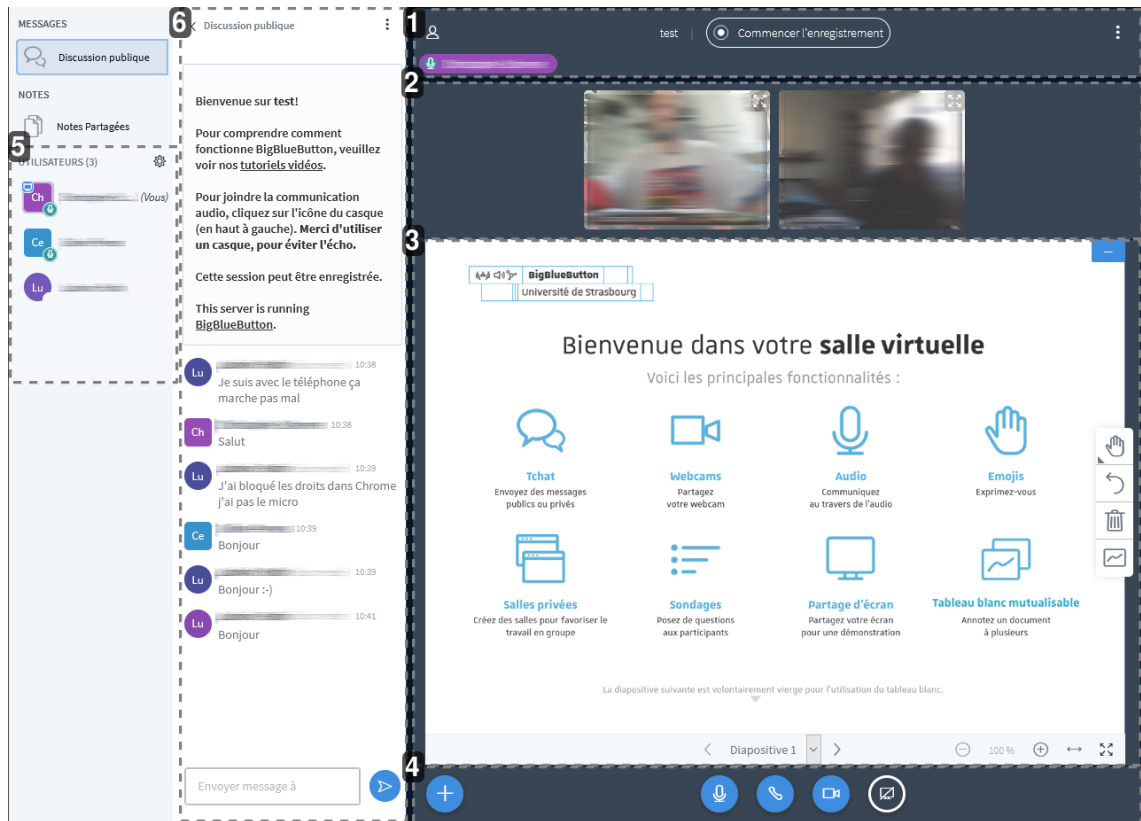 MESSAGES
Discussion publique
NOTES
Notes Partagées
5
UTILISATEURS (3)
Ch
(Vous)
Ce
Lu
6
Discussion publique
Bienvenue sur test!
Pour comprendre comment
fonctionne BigBlueButton, veuillez
voir nos tutoriels vidéos.
Pour joindre la communication
audio, cliquez sur l'icône du casque
(en haut à gauche). Merci d'utiliser
un casque, pour éviter l'écho.
Cette session peut être enregistrée.
This server is running
BigBlueButton.
Lu
10:38
Je suis avec le téléphone ça
marche pas mal
Ch
10:38
Salut
Lu
10:39
J'ai bloqué les droits dans Chrome
j'ai pas le micro
Ce
10:39
Bonjour
Lu
10:39
Bonjour :-)
Lu
10:41
Bonjour
Envoyer message à
1
test
Commencer l'enregistrement
2
3
BigBlueButton
Université de Strasbourg
Bienvenue dans votre salle virtuelle
Voici les principales fonctionnalités :
Tchat
Envoyez des messages
publics ou privés
Webcams
Partagez
votre webcam
Audio
Communiquez
au travers de l'audio
Emojis
Exprimez-vous
Salles privées
Créez des salles pour favoriser le
travail en groupe
Sondages
Posez de questions
aux participants
Partage d'écran
Partagez votre écran
pour une démonstration
Tableau blanc mutualisable
Annotez un document
à plusieurs
La diapositive suivante est volontairement vierge pour l'utilisation du tableau blanc.
Diapositive 1
100 %
4